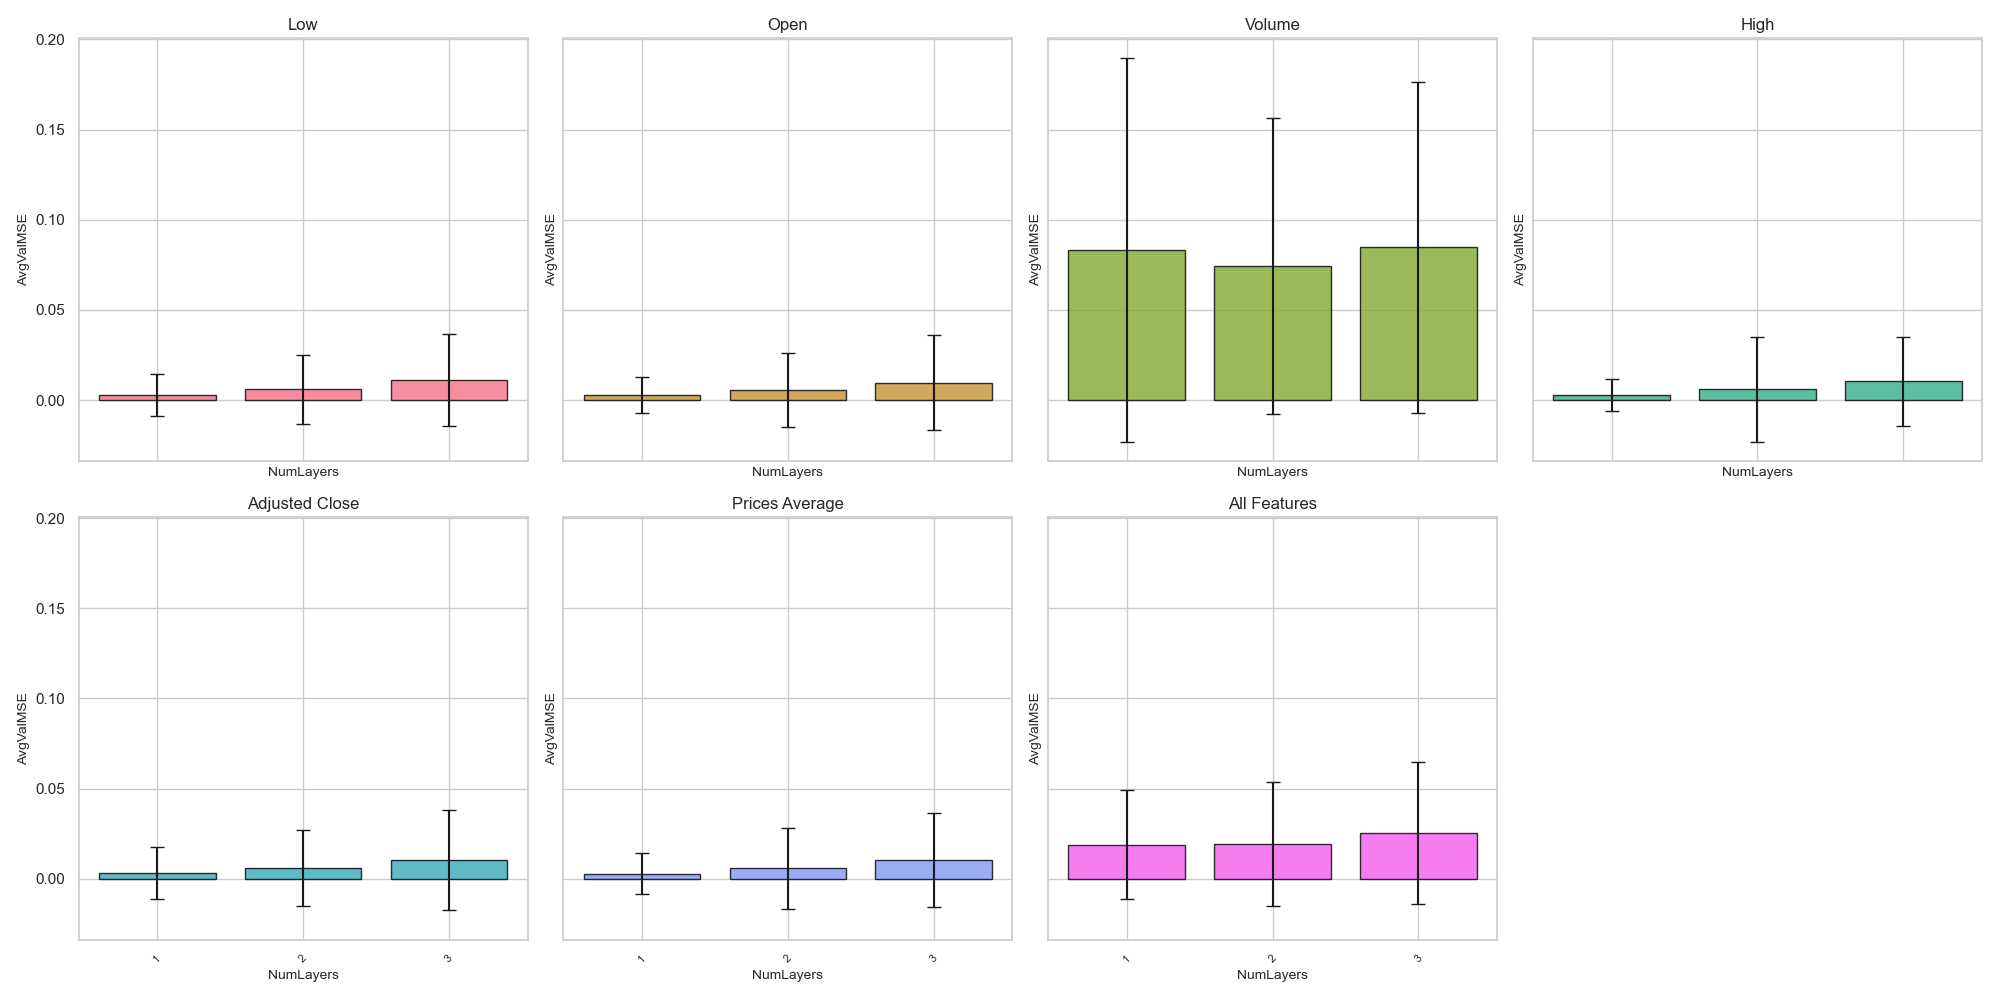 Low
Open
Volume
High
0.20
0.15
0.10
0.05
0.00
AvgValMSE
AvgValMSE
AvgValMSE
AvgValMSE
NumLayers
NumLayers
NumLayers
NumLayers
Adjusted Close
Prices Average
All Features
0.20
0.15
0.10
0.05
0.00
AvgValMSE
AvgValMSE
AvgValMSE
1 2 3
1 2 3
1 2 3
NumLayers
NumLayers
NumLayers